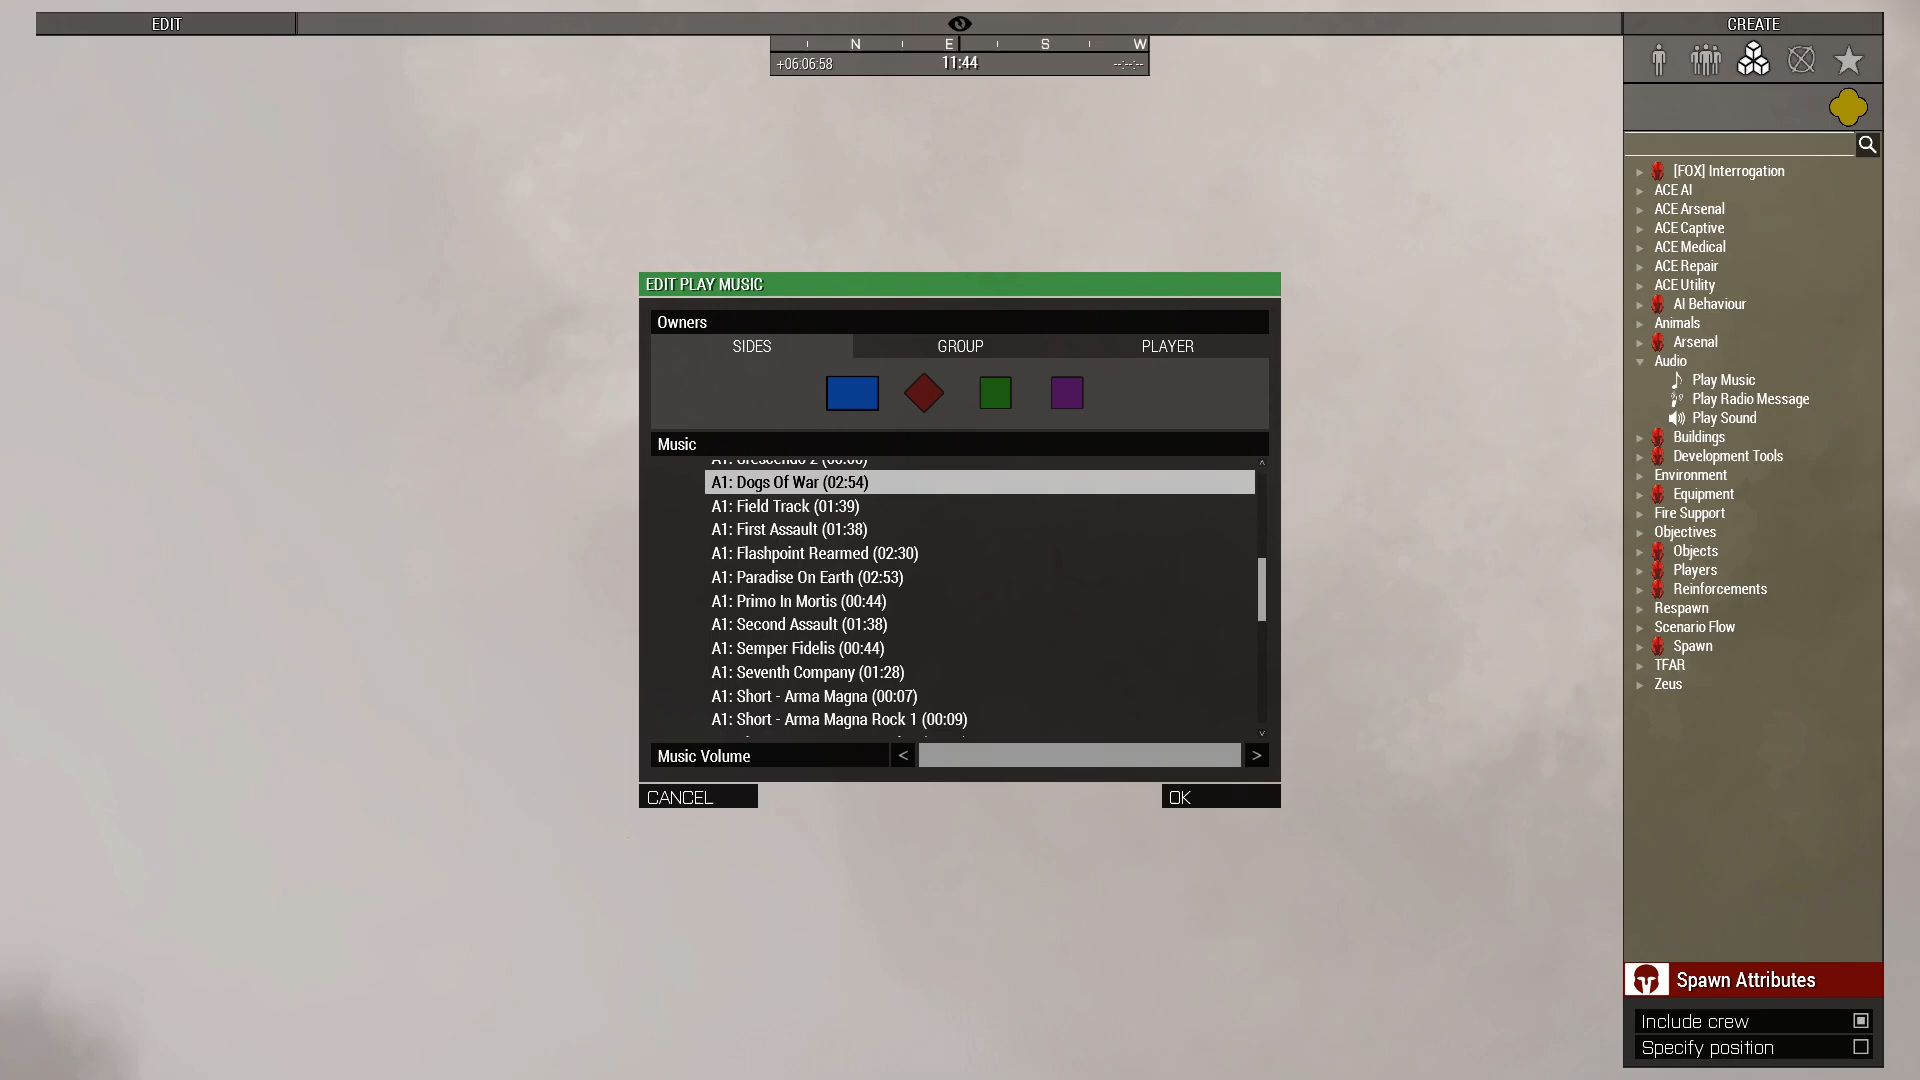 EDIT
CREATE
N E S W
+06:06:58 11:44 --:--:--
EDIT PLAY MUSIC
Owners
SIDES GROUP PLAYER
Music
A1: Crescendo 2 (00:06)
A1: Dogs Of War (02:54)
A1: Field Track (01:39)
A1: First Assault (01:38)
A1: Flashpoint Rearmed (02:30)
A1: Paradise On Earth (02:53)
A1: Primo In Mortis (00:44)
A1: Second Assault (01:38)
A1: Semper Fidelis (00:44)
A1: Seventh Company (01:28)
A1: Short - Arma Magna (00:07)
A1: Short - Arma Magna Rock 1 (00:09)
Music Volume < >
CANCEL
OK
[FOX] Interrogation
ACE AI
ACE Arsenal
ACE Captive
ACE Medical
ACE Repair
ACE Utility
AI Behaviour
Animals
Arsenal
Audio
Play Music
Play Radio Message
Play Sound
Buildings
Development Tools
Environment
Equipment
Fire Support
Objectives
Objects
Players
Reinforcements
Respawn
Scenario Flow
Spawn
TFAR
Zeus
Spawn Attributes
Include crew
Specify position